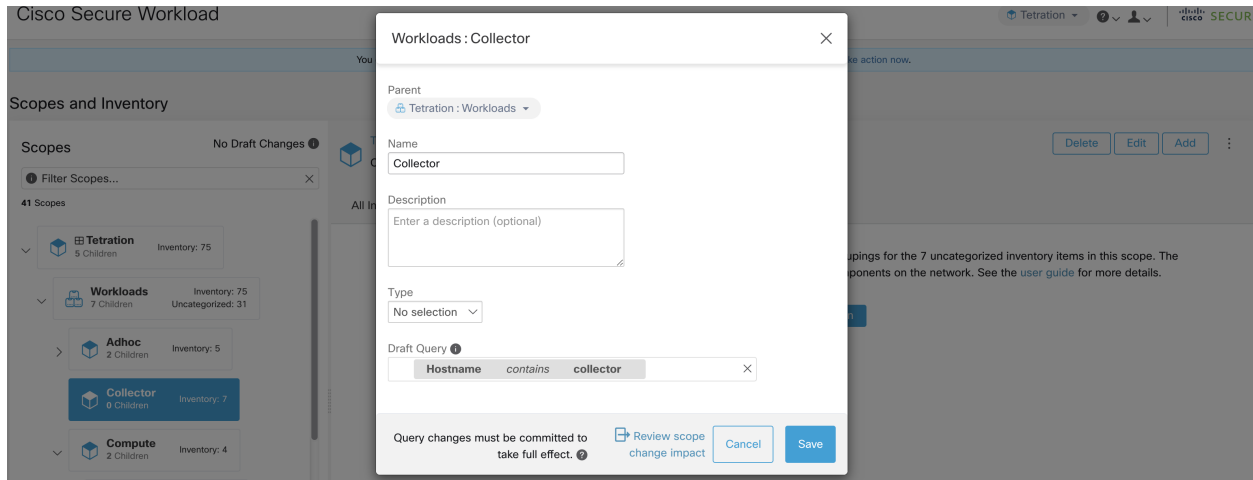 Cisco Secure Workload
Tetration
cisco SECUR
You
ke action now.
Scopes and Inventory
Scopes
No Draft Changes
Filter Scopes...
41 Scopes
Tetration
5 Children
Inventory: 75
Workloads
7 Children
Inventory: 75
Uncategorized: 31
Adhoc
2 Children
Inventory: 5
Collector
0 Children
Inventory: 7
Compute
2 Children
Inventory: 4
All In
Delete
Edit
Add
upings for the 7 uncategorized inventory items in this scope. The
ponents on the network. See the user guide for more details.
n
Workloads : Collector
Parent
Tetration : Workloads
Name
Collector
Description
Enter a description (optional)
Type
No selection
Draft Query
Hostname contains collector
Query changes must be committed to
take full effect.
Review scope
change impact
Cancel
Save